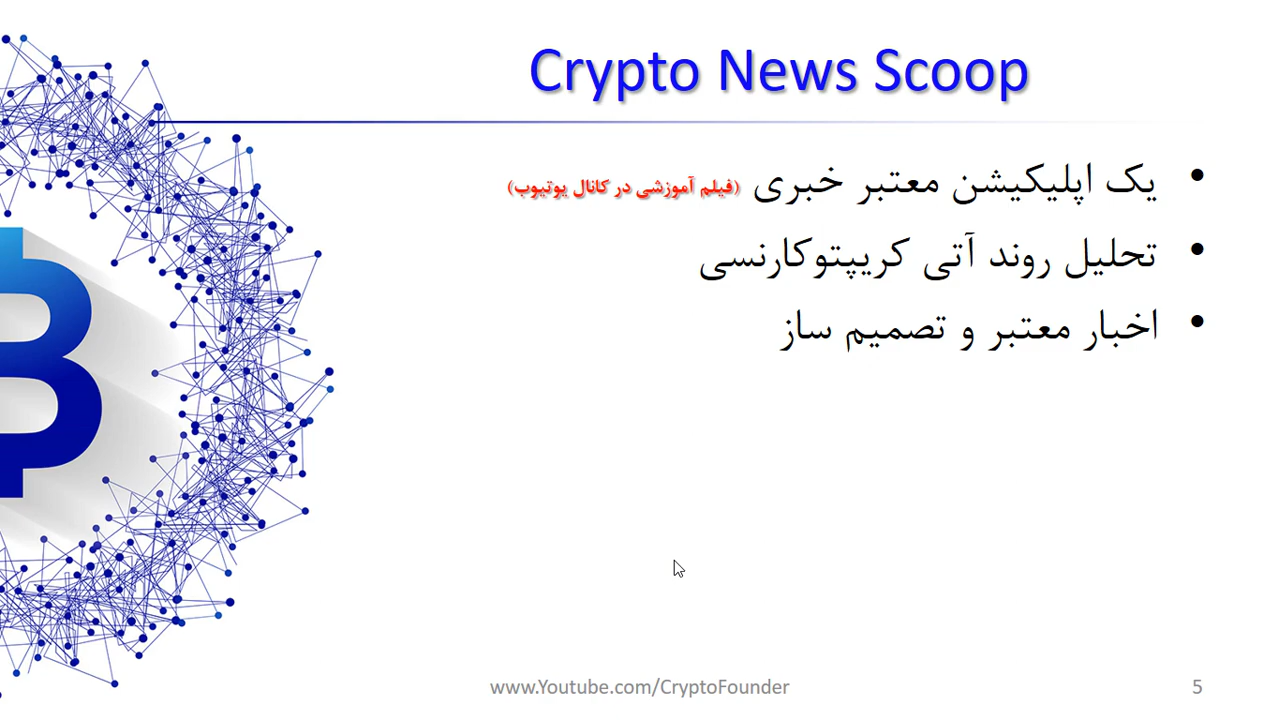 Crypto News Scoop
• یک اپلیکیشن معتبر خبری (فیلم آموزشی در کانال یوتیوب)
• تحلیل روند آتی کریپتوکارنسی
• اخبار معتبر و تصمیم ساز
www.Youtube.com/CryptoFounder
5